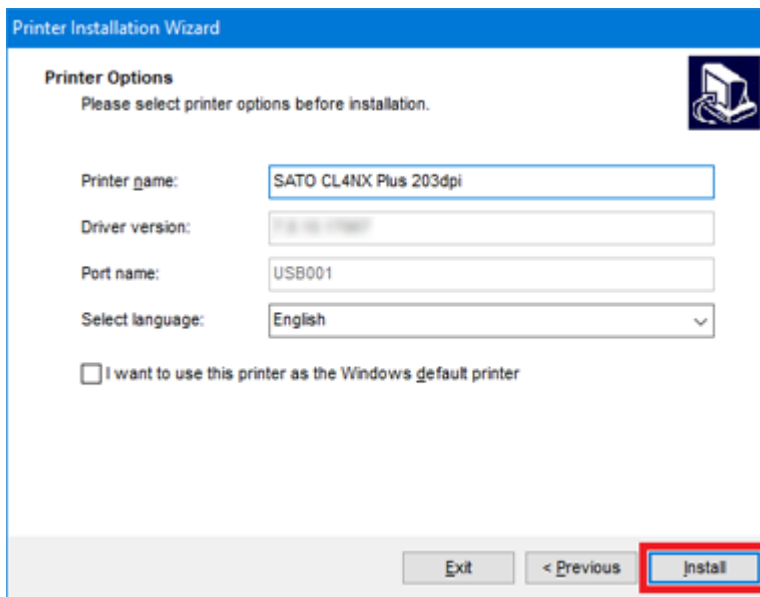 Printer Installation Wizard
Printer Options
Please select printer options before installation.
Printer name: SATO CL4NX Plus 203dpi
Driver version:
Port name: USB001
Select language: English
I want to use this printer as the Windows default printer
Exit < Previous Install